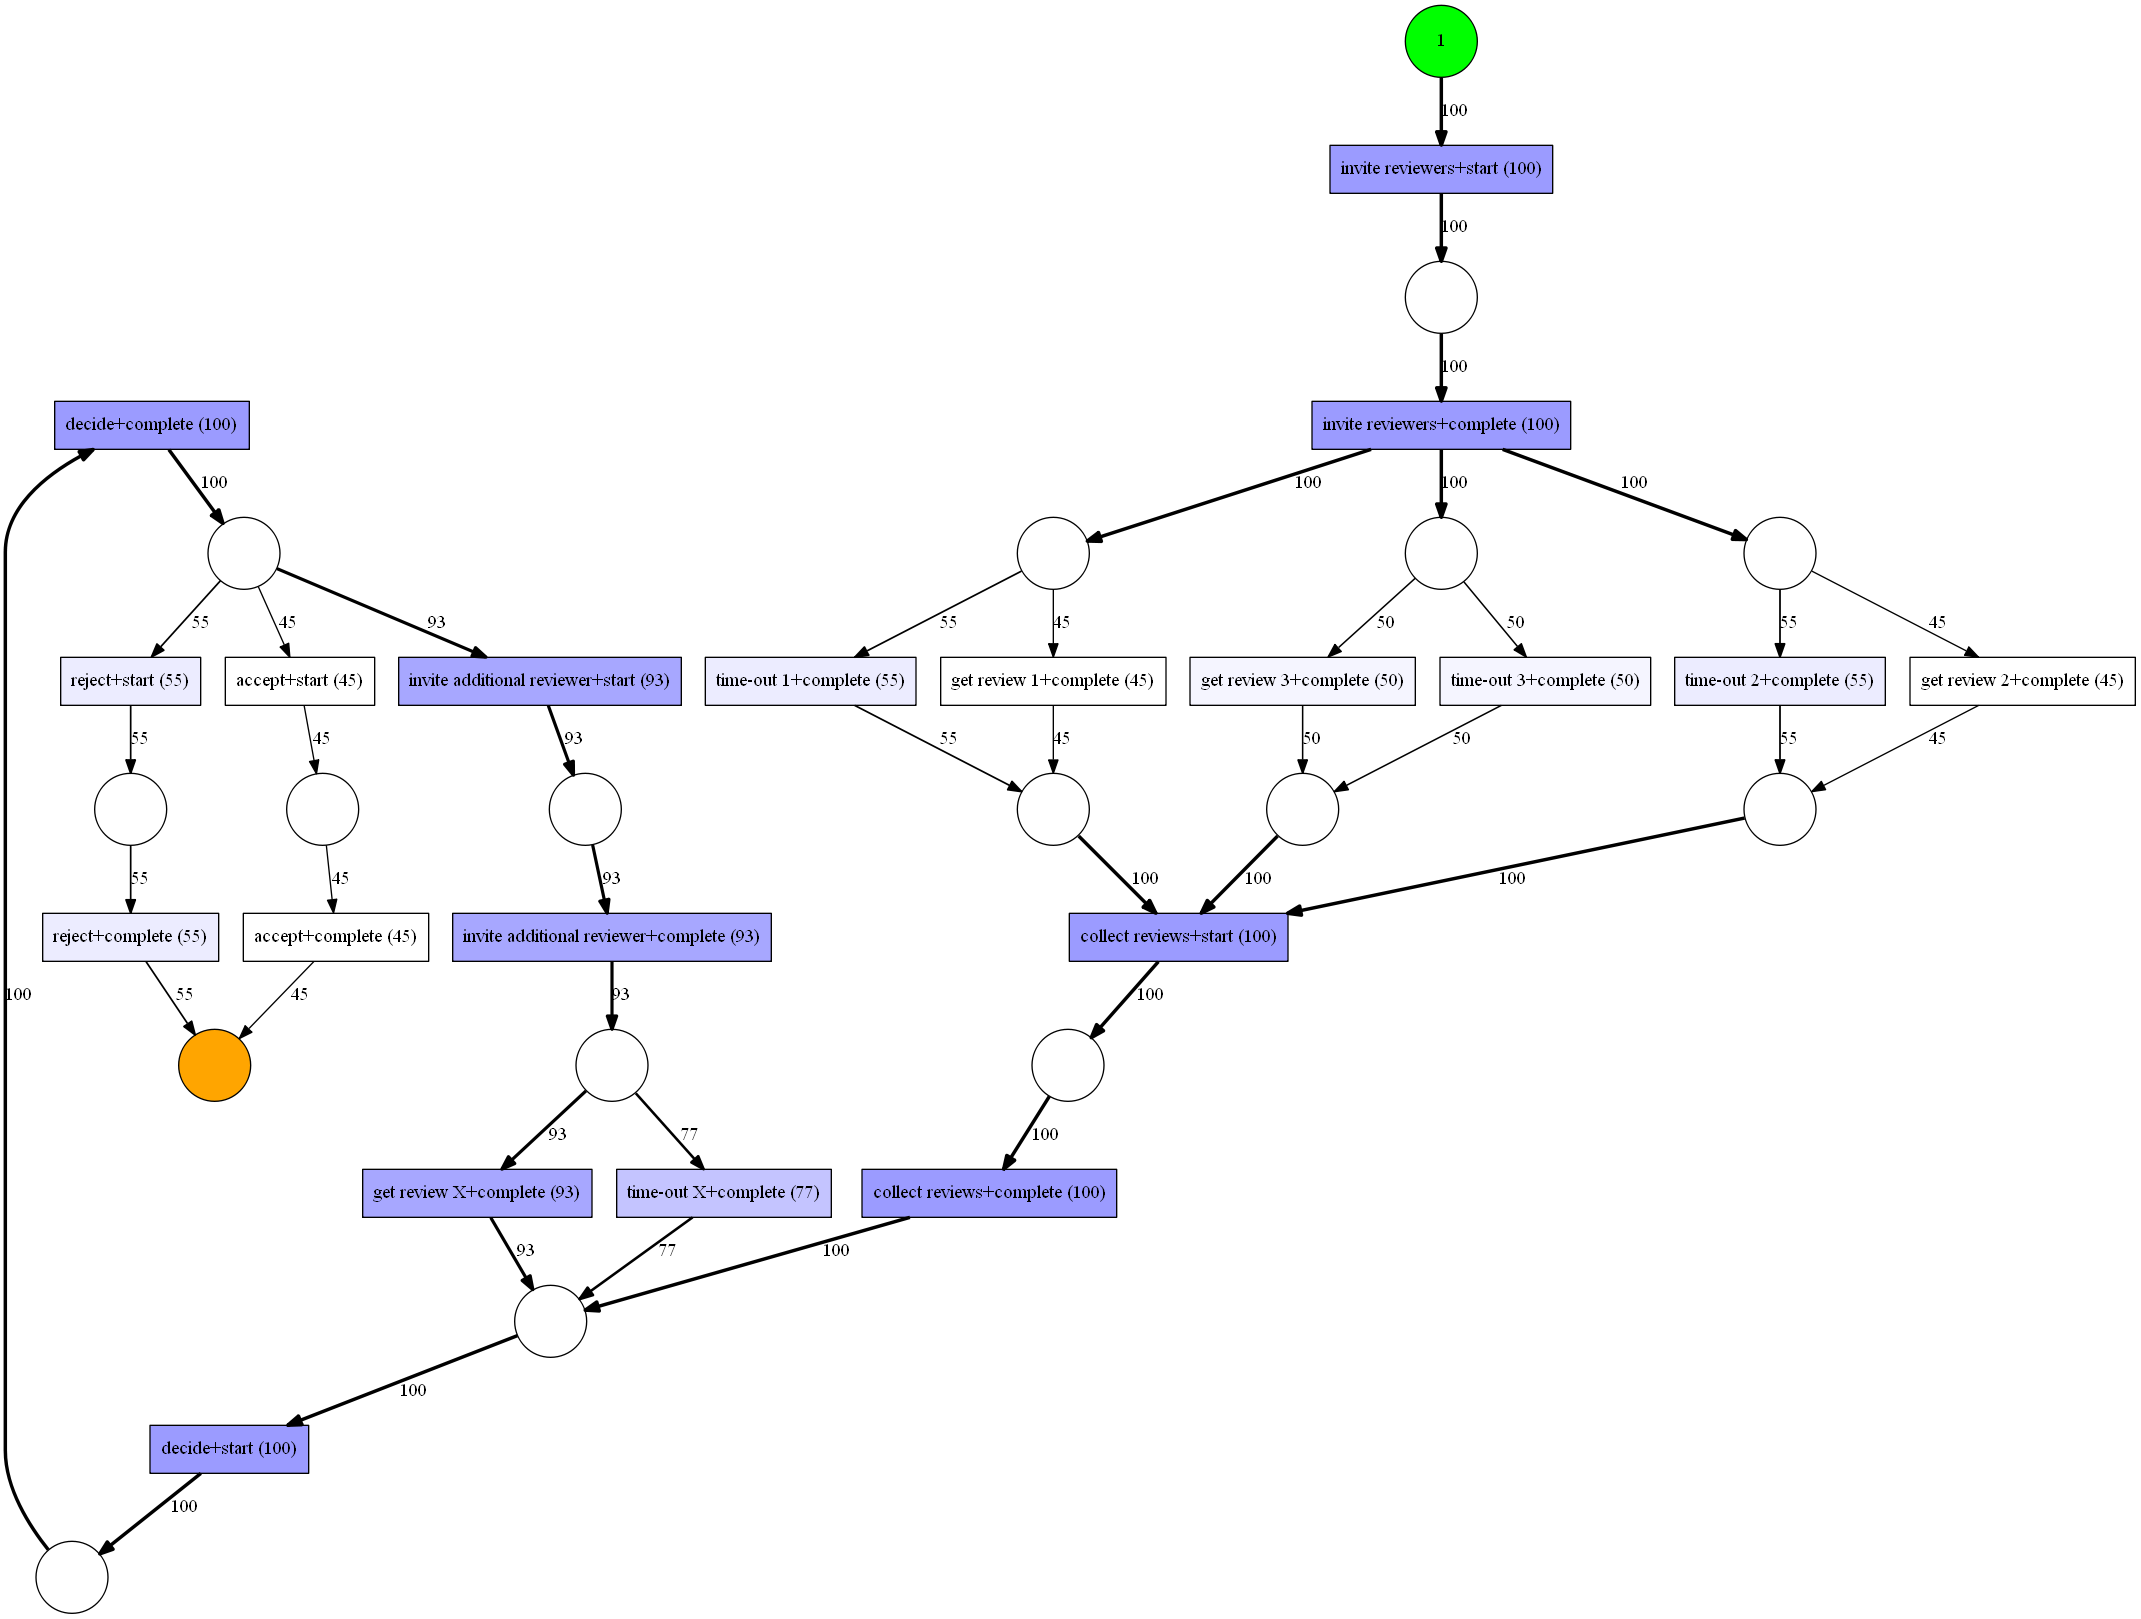 1
100
invite reviewers+start (100)
100
100
decide+complete (100)
invite reviewers+complete (100)
100
100
100
100
55
45
93
55
45
50
50
55
45
reject+start (55)
accept+start (45)
invite additional reviewer+start (93)
time-out 1+complete (55)
get review 1+complete (45)
get review 3+complete (50)
time-out 3+complete (50)
time-out 2+complete (55)
get review 2+complete (45)
55
45
93
55
45
50
50
55
45
55
45
93
100
100
100
reject+complete (55)
accept+complete (45)
invite additional reviewer+complete (93)
collect reviews+start (100)
100
55
45
93
100
93
77
100
get review X+complete (93)
time-out X+complete (77)
collect reviews+complete (100)
93
77
100
100
decide+start (100)
100